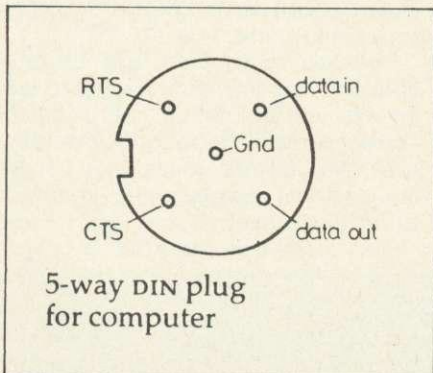 RTS
data in
Gnd
CTS
data out
5-way DIN plug
for computer